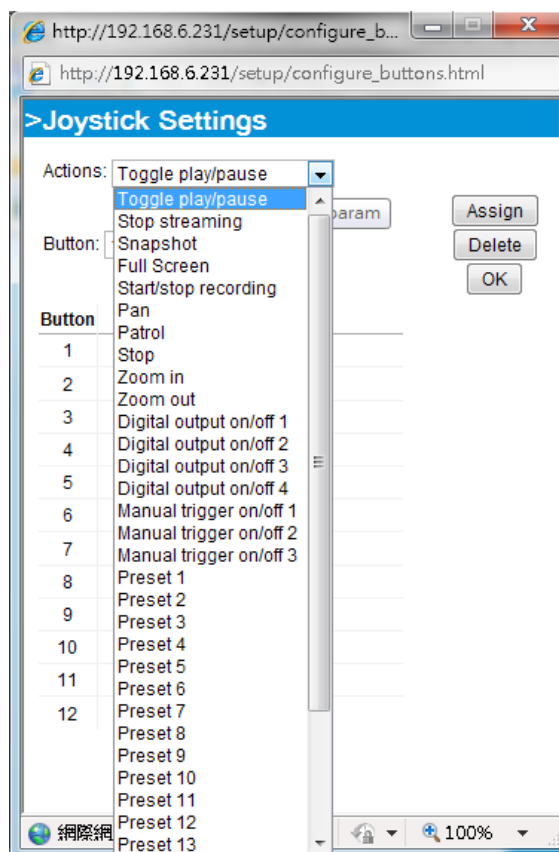 http://192.168.6.231/setup/configure_b...
http://192.168.6.231/setup/configure_buttons.html
>Joystick Settings
Actions: Toggle play/pause
Toggle play/pause
Stop streaming
Snapshot
Full Screen
Start/stop recording
Pan
Patrol
Stop
Zoom in
Zoom out
Digital output on/off 1
Digital output on/off 2
Digital output on/off 3
Digital output on/off 4
Manual trigger on/off 1
Manual trigger on/off 2
Manual trigger on/off 3
Preset 1
Preset 2
Preset 3
Preset 4
Preset 5
Preset 6
Preset 7
Preset 8
Preset 9
Preset 10
Preset 11
Preset 12
Preset 13
param
Assign
Button:
Delete
OK
Button
1
2
3
4
5
6
7
8
9
10
11
12
網際網
100%